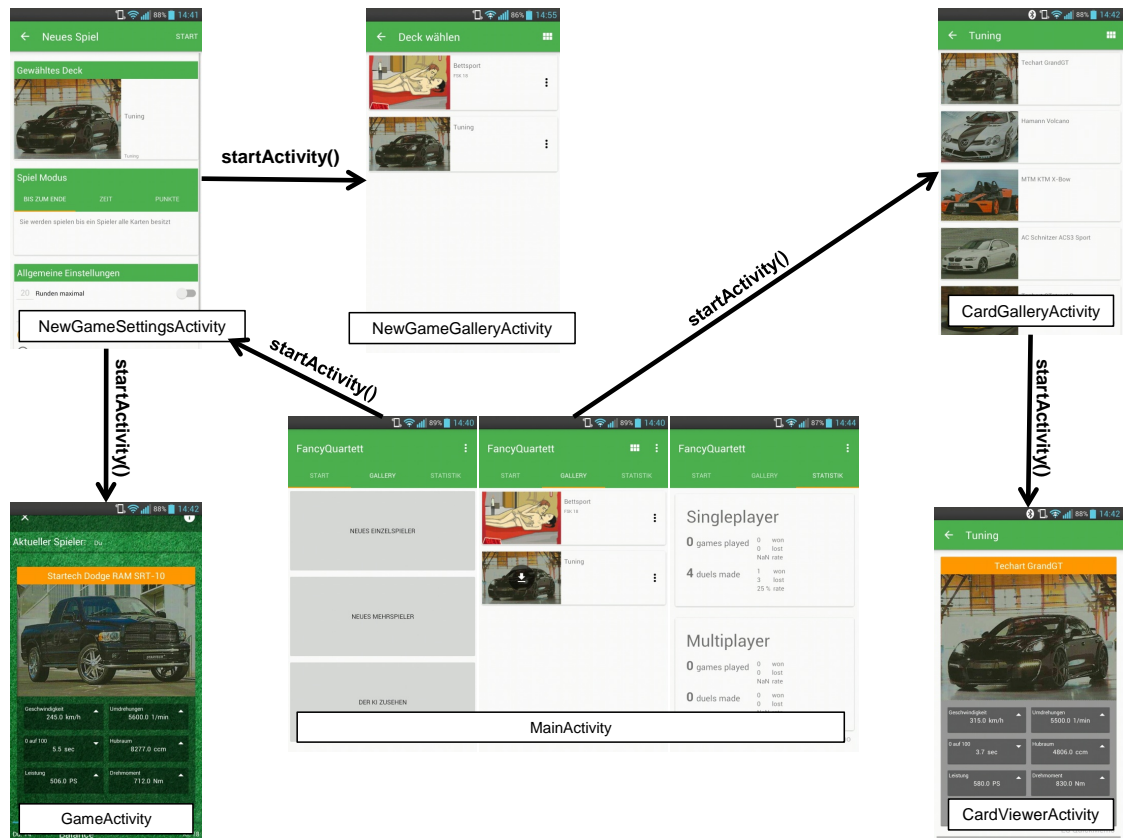 88% 14:41
Neues Spiel START
Gewähltes Deck
Tuning
Tuning
Spiel Modus
BIS ZUM ENDE ZEIT PUNKTE
Sie werden spielen bis ein Spieler alle Karten besitzt
Allgemeine Einstellungen
20 Runden maximal
NewGameSettingsActivity
startActivity()
86% 14:55
Deck wählen
Bettsport
FSK 16
Tuning
NewGameGalleryActivity
startActivity()
88% 14:42
Tuning
Techart GrandGT
Hamann Volcano
MTM KTM X-Bow
AC Schnitzer ACS3 Sport
CardGalleryActivity
startActivity()
startActivity()
startActivity()
89% 14:40
FancyQuartett
START GALLERY STATISTIK
NEUES EINZELSPIELER
NEUES MEHRSPIELER
DER KI ZUSEHEN
89% 14:40
FancyQuartett
START GALLERY STATISTIK
Bettsport
FSK 16
Tuning
87% 14:44
FancyQuartett
START GALLERY STATISTIK
Singleplayer
0 games played 0 won
0 lost
NaN rate
4 duels made 1 won
3 lost
25 % rate
Multiplayer
0 games played 0 won
0 lost
NaN rate
0 duels made 0 won
0 lost
MainActivity
88% 14:42
Aktueller Spieler: Du
Startech Dodge RAM SRT-10
Geschwindigkeit
245.0 km/h
Umdrehungen
5600.0 1/min
0 auf 100
5.5 sec
Hubraum
8277.0 ccm
Leistung
506.0 PS
Drehmoment
712.0 Nm
GameActivity
Balance
88% 14:42
Tuning
Techart GrandGT
Geschwindigkeit
315.0 km/h
Umdrehungen
5500.0 1/min
0 auf 100
3.7 sec
Hubraum
4806.0 ccm
Leistung
580.0 PS
Drehmoment
830.0 Nm
CardViewerActivity